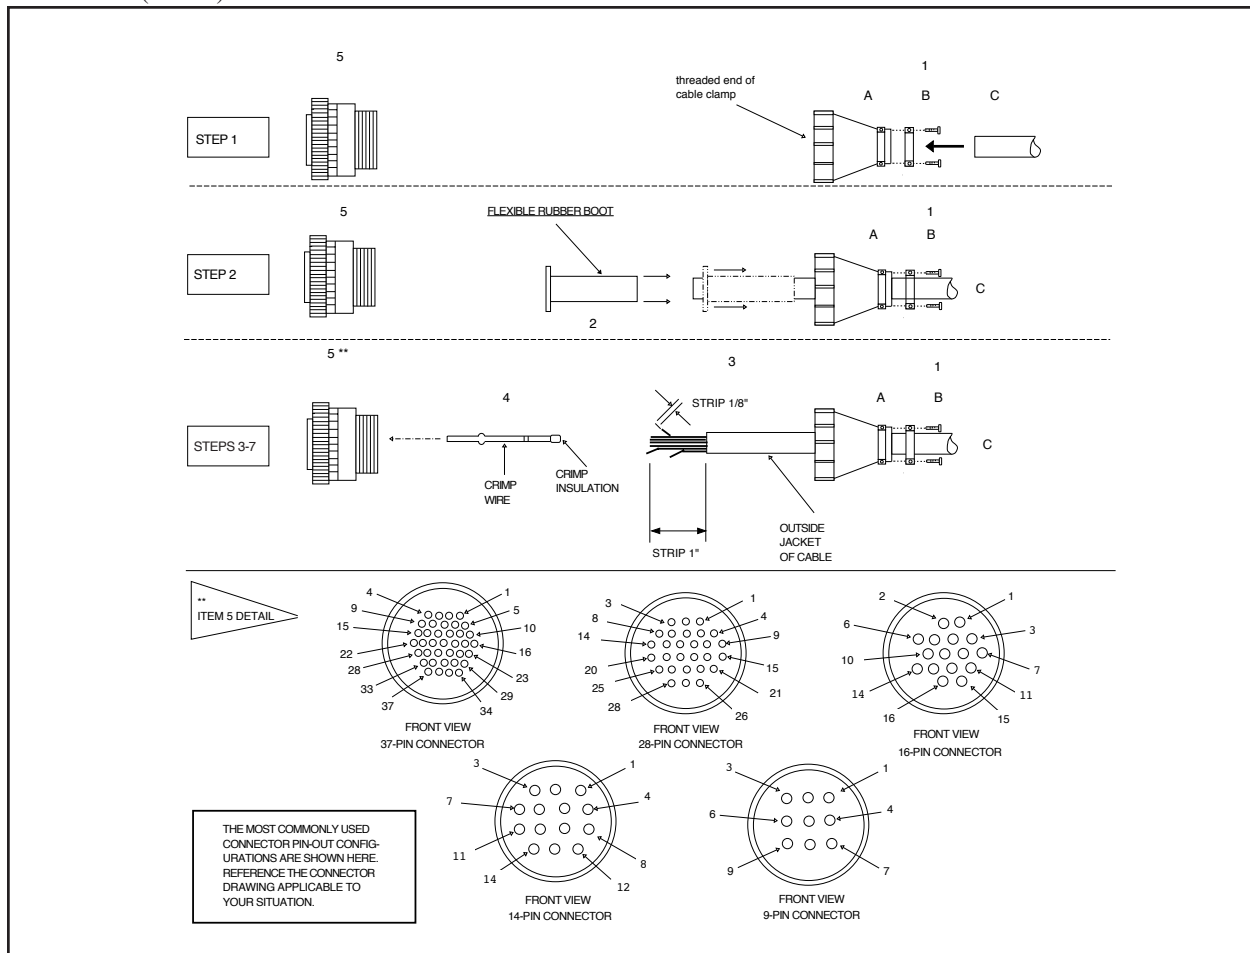 5
1
threaded end of
cable clamp
A B C
STEP 1
5
FLEXIBLE RUBBER BOOT
1
A B
STEP 2
C
2
5 **
3
1
4
A B
STRIP 1/8"
STEPS 3-7
C
CRIMP
WIRE
CRIMP
INSULATION
STRIP 1"
OUTSIDE
JACKET
OF CABLE
**
ITEM 5 DETAIL
4 1
9 5
15 10
22 16
28 23
33 29
37 34
FRONT VIEW
37-PIN CONNECTOR
3 1
8 4
14 9
20 15
25 21
28 26
FRONT VIEW
28-PIN CONNECTOR
2 1
6 3
10 7
14 11
16 15
FRONT VIEW
16-PIN CONNECTOR
3 1
7 4
11 8
14 12
FRONT VIEW
14-PIN CONNECTOR
3 1
6 4
9 7
FRONT VIEW
9-PIN CONNECTOR
THE MOST COMMONLY USED
CONNECTOR PIN-OUT CONFIG-
URATIONS ARE SHOWN HERE.
REFERENCE THE CONNECTOR
DRAWING APPLICABLE TO
YOUR SITUATION.